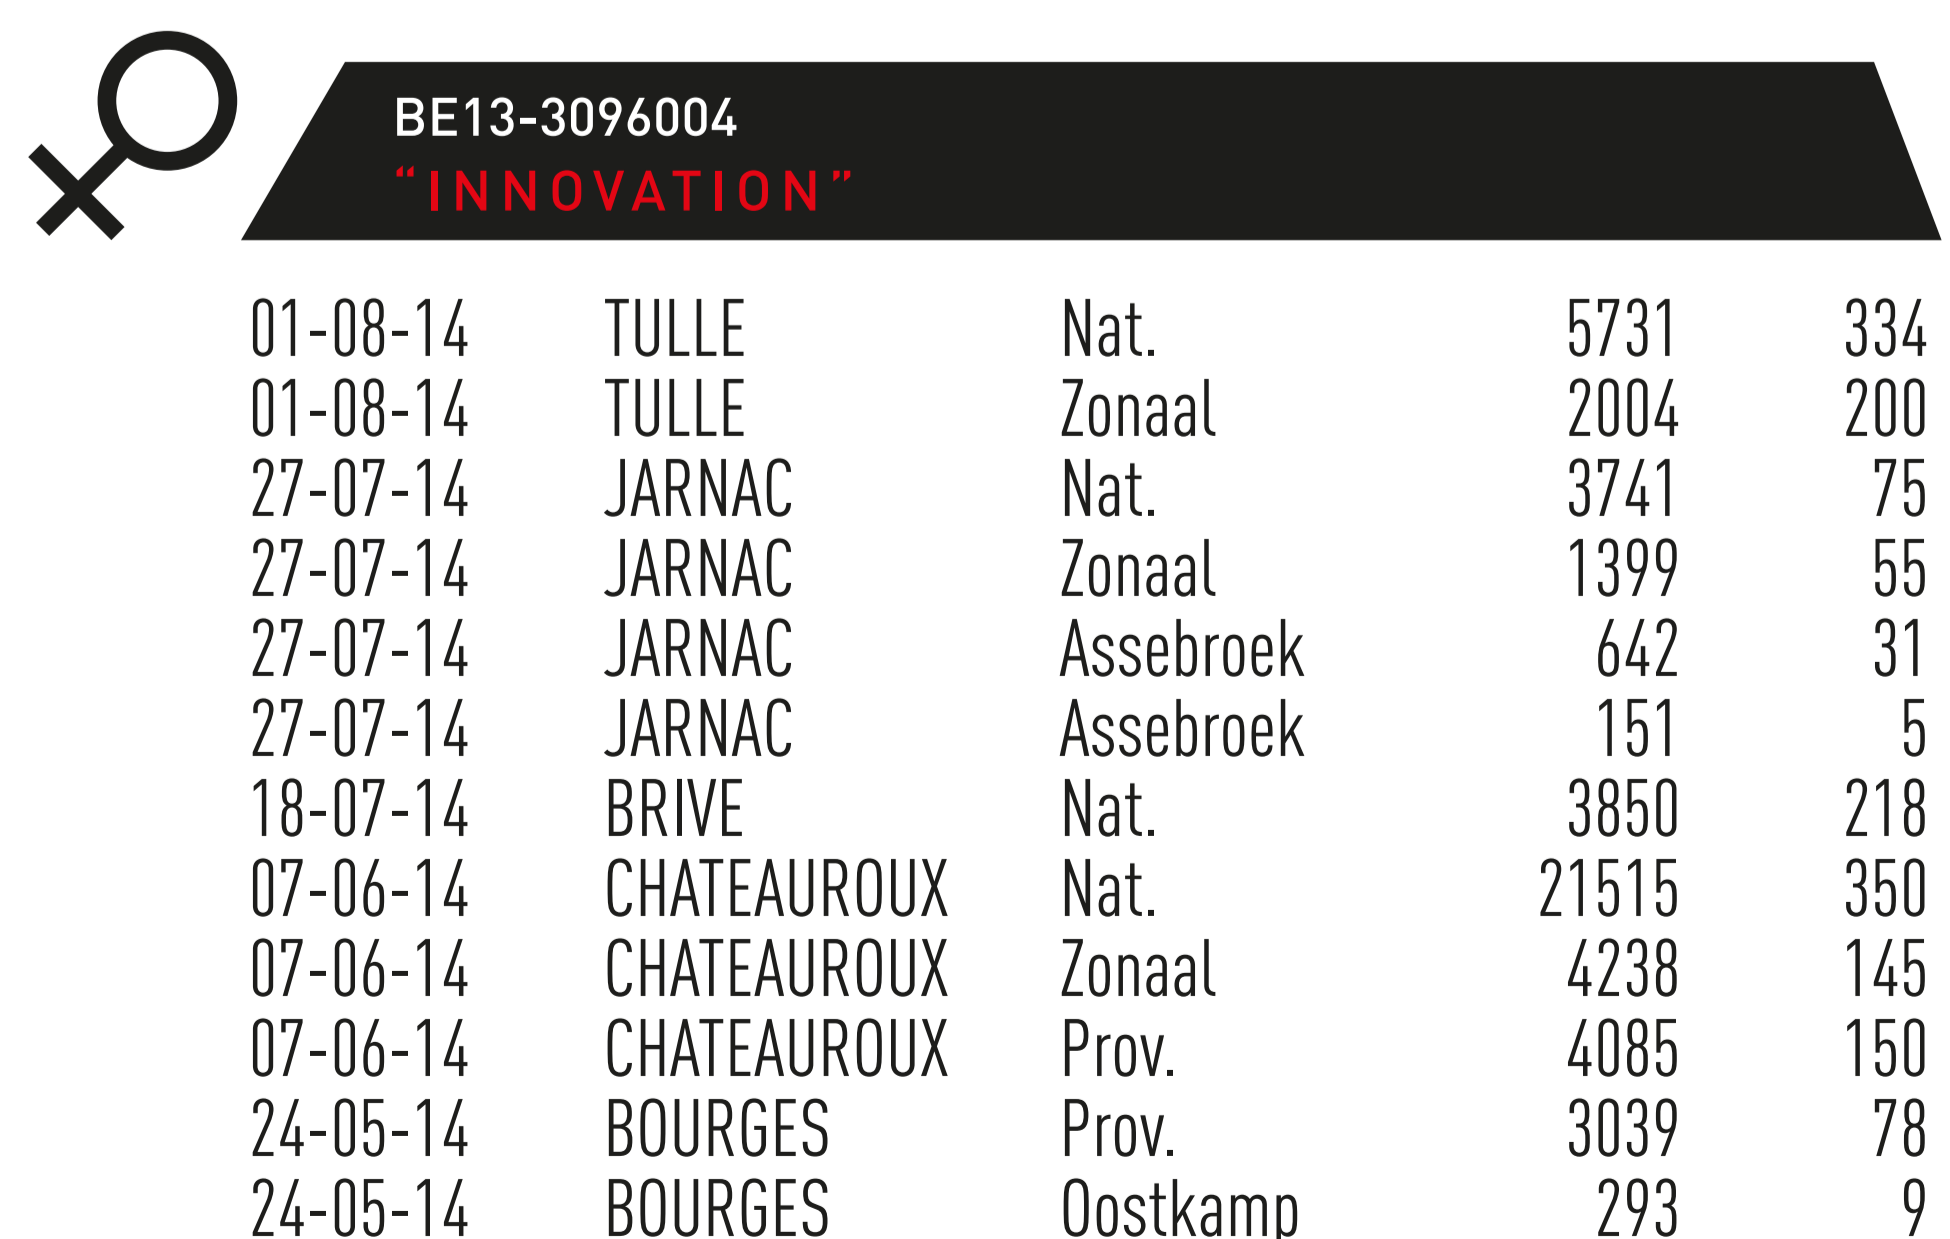 BE13-3096004
“INNOVATION”
01-08-14 TULLE Nat. 5731 334
01-08-14 TULLE Zonaal 2004 200
27-07-14 JARNAC Nat. 3741 75
27-07-14 JARNAC Zonaal 1399 55
27-07-14 JARNAC Assebroek 642 31
27-07-14 JARNAC Assebroek 151 5
18-07-14 BRIVE Nat. 3850 218
07-06-14 CHATEAUROUX Nat. 21515 350
07-06-14 CHATEAUROUX Zonaal 4238 145
07-06-14 CHATEAUROUX Prov. 4085 150
24-05-14 BOURGES Prov. 3039 78
24-05-14 BOURGES Oostkamp 293 9